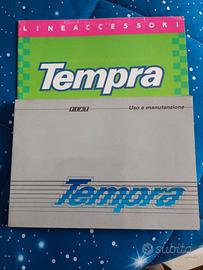 LINEACCESSORI
Tempra
FIAT
Uso e manutenzione
Tempra
subito